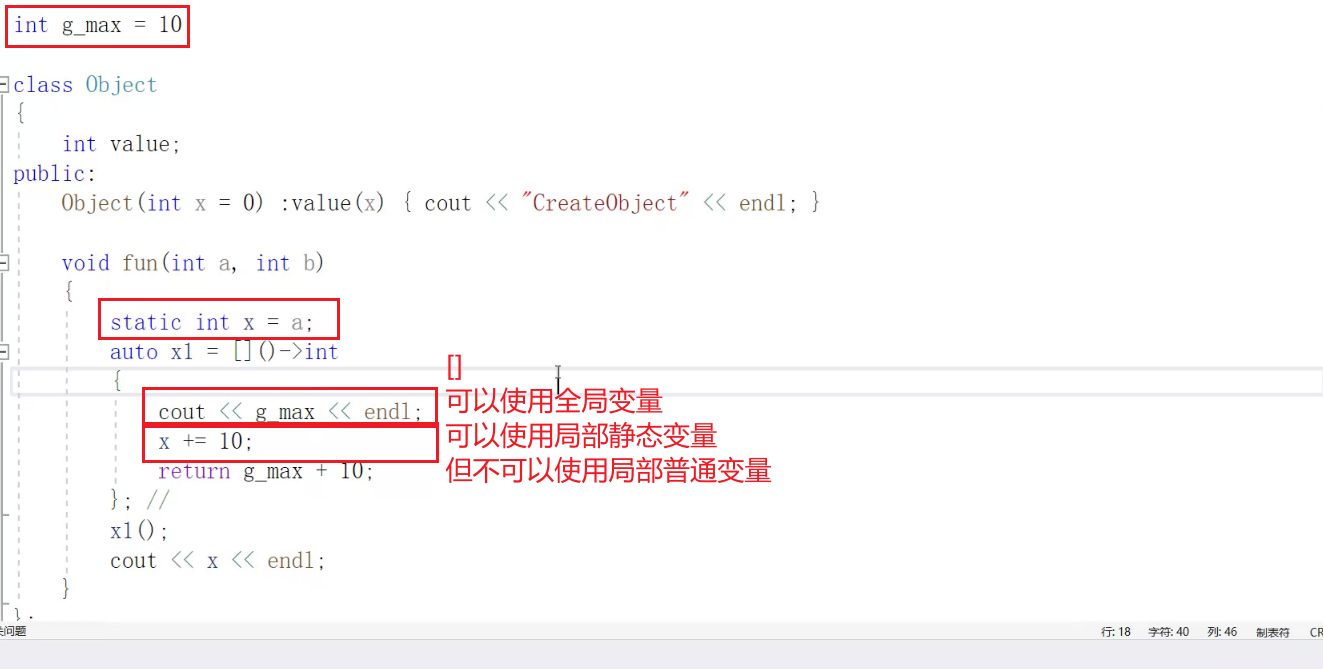 int g_max = 10
class Object
{
int value;
public:
Object(int x = 0) :value(x) { cout << "CreateObject" << endl; }
void fun(int a, int b)
{
static int x = a;
auto x1 = []()->int
{
[]
cout << g_max << endl;
可以使用全局变量
x += 10;
可以使用局部静态变量
return g_max + 10;
但不可以使用局部普通变量
}; //
x1();
cout << x << endl;
}
};
问题
行: 18 字符: 40 列: 46 制表符